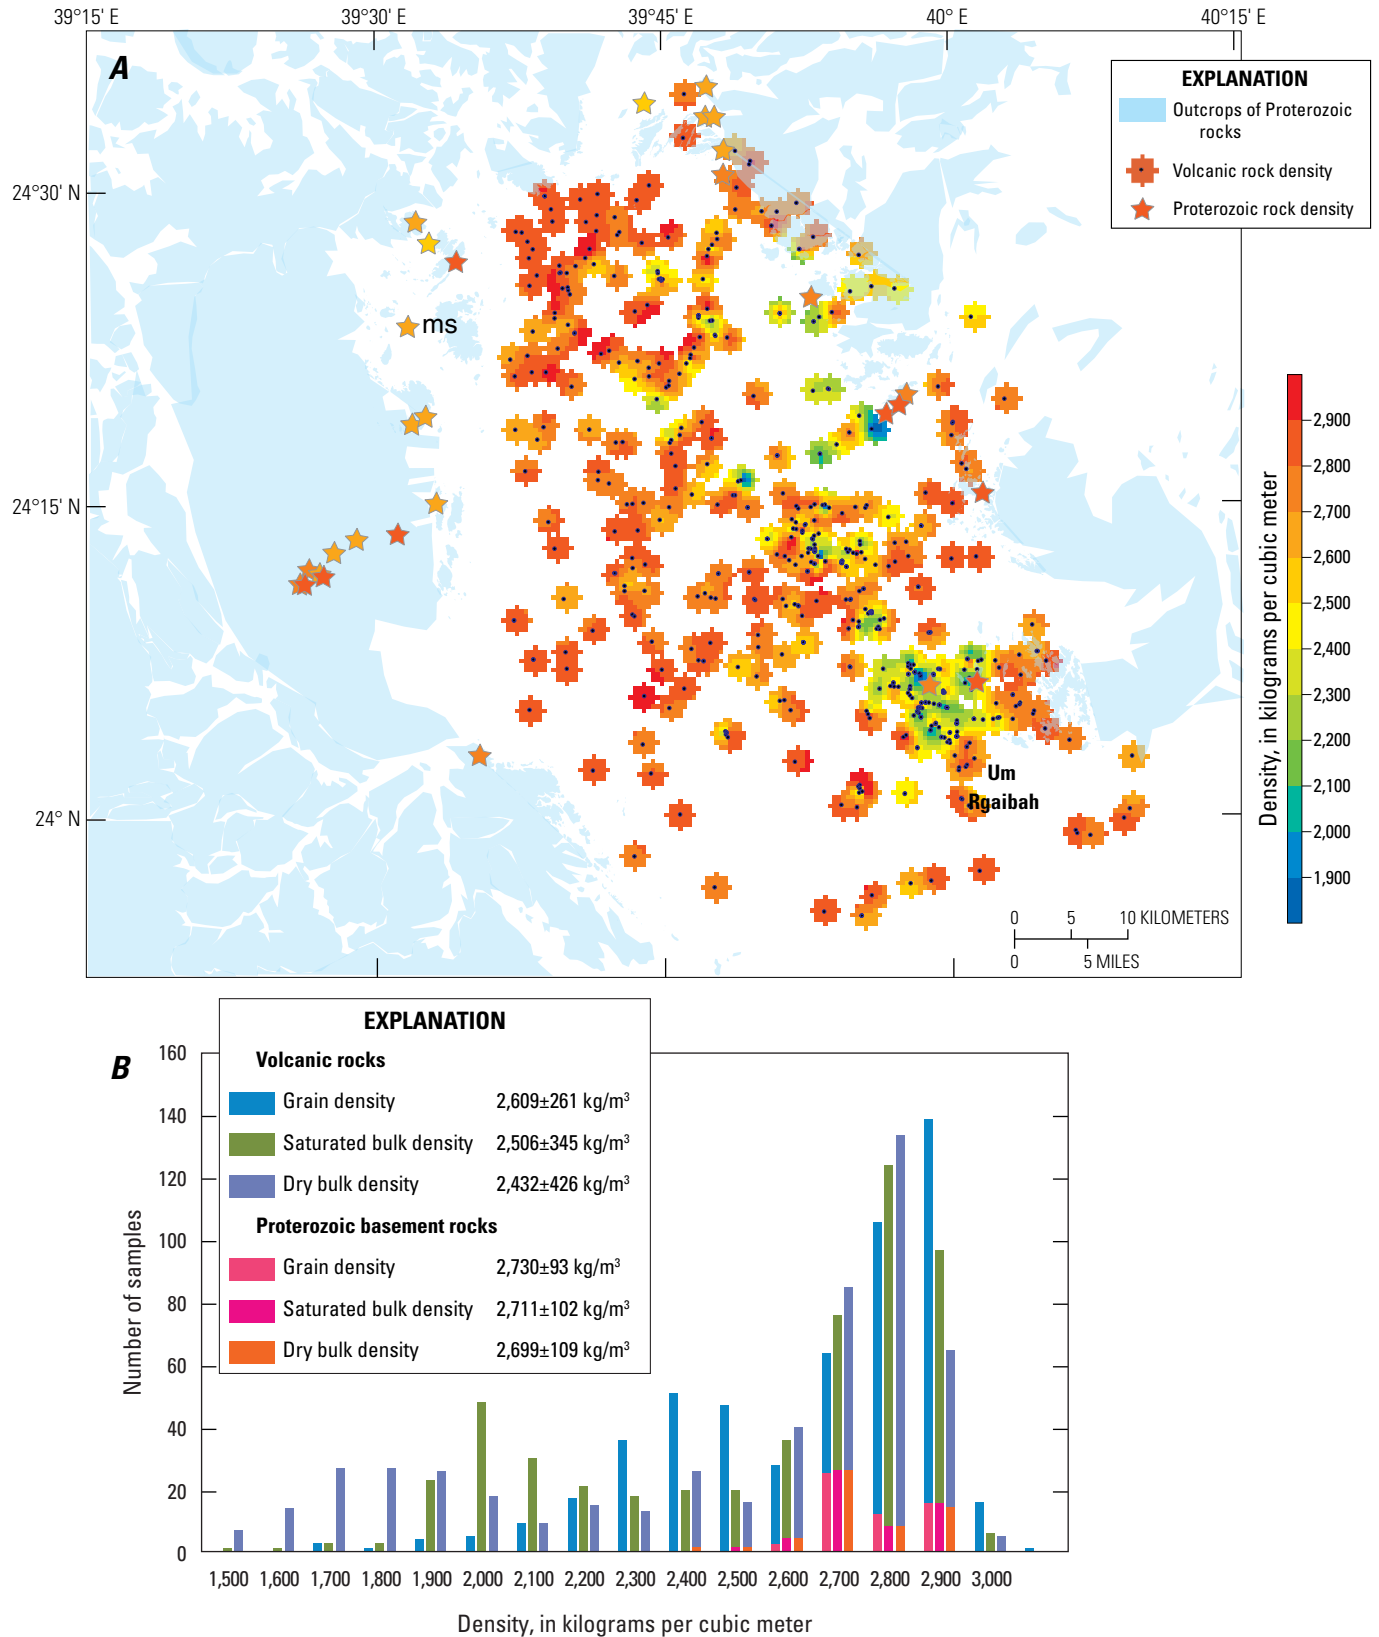 39°15' E 39°30' E 39°45' E 40° E 40°15' E
A
EXPLANATION
Outcrops of Proterozoic
rocks
Volcanic rock density
Proterozoic rock density
24°30' N
ms
24°15' N
24° N
Um
Rgaibah
0 5 10 KILOMETERS
0 5 MILES
Density, in kilograms per cubic meter
2,900
2,800
2,700
2,600
2,500
2,400
2,300
2,200
2,100
2,000
1,900
B
EXPLANATION
Volcanic rocks
Grain density 2,609±261 kg/m³
Saturated bulk density 2,506±345 kg/m³
Dry bulk density 2,432±426 kg/m³
Proterozoic basement rocks
Grain density 2,730±93 kg/m³
Saturated bulk density 2,711±102 kg/m³
Dry bulk density 2,699±109 kg/m³
Number of samples
160
140
120
100
80
60
40
20
0
1,500 1,600 1,700 1,800 1,900 2,000 2,100 2,200 2,300 2,400 2,500 2,600 2,700 2,800 2,900 3,000
Density, in kilograms per cubic meter